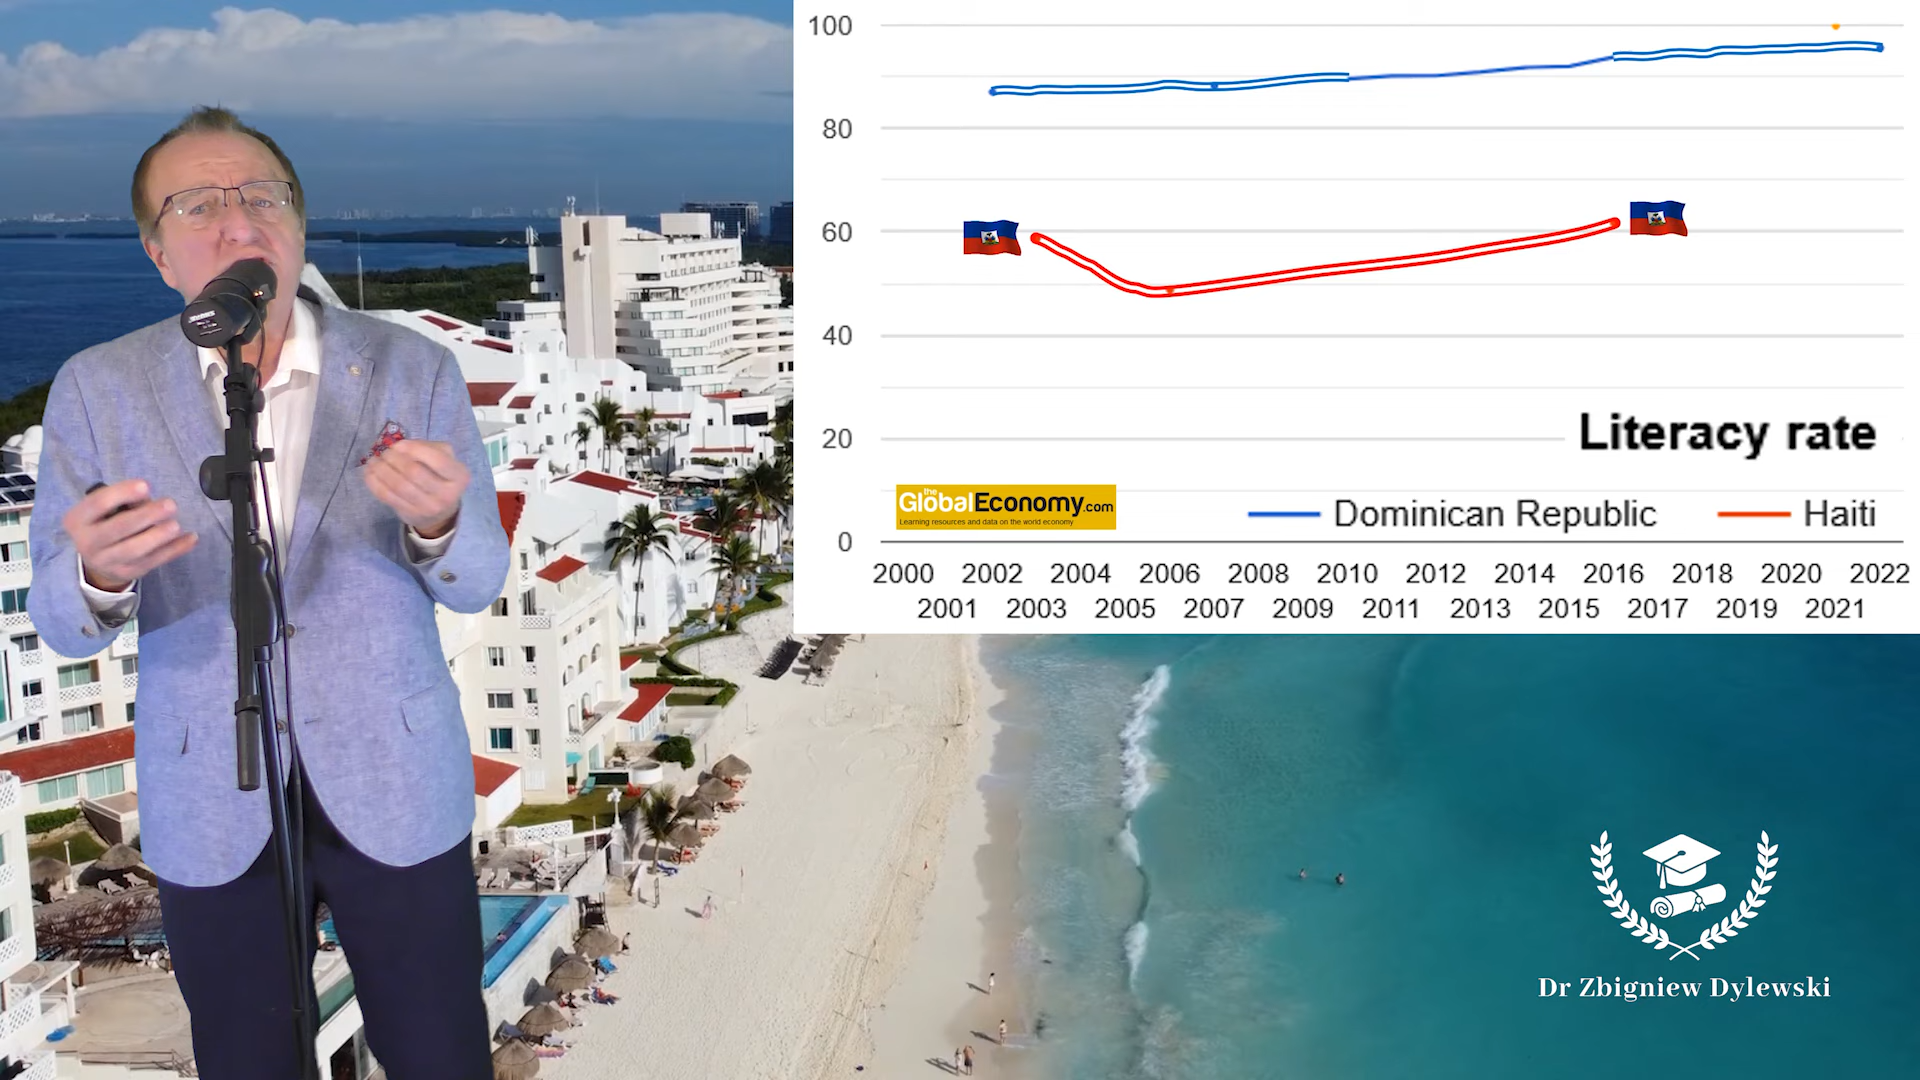 100
80
60
40
20
0
Literacy rate
the
GlobalEconomy.com
Learning resources and data on the world economy
Dominican Republic
Haiti
2000 2002 2004 2006 2008 2010 2012 2014 2016 2018 2020 2022
2001 2003 2005 2007 2009 2011 2013 2015 2017 2019 2021
Dr Zbigniew Dylewski